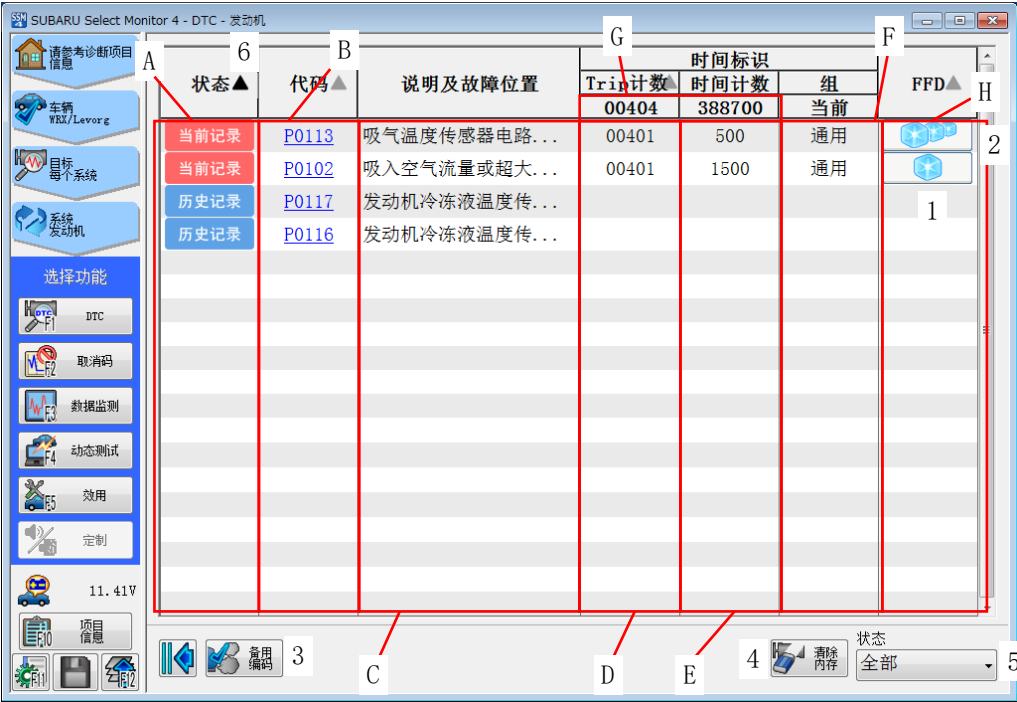 SUBARU Select Monitor 4 - DTC - 发动机
请参考诊断项目
信息
车辆
WRX/Levorg
目标
每个系统
系统
发动机
选择功能
DTC
F1
DTC
F2
取消码
F3
数据监测
F4
动态测试
F5
效用
定制
11.41V
F10
项目
信息
F11
F12
A
6
B
G
F
H
状态▲
代码▲
说明及故障位置
时间标识
Trip计数▲
时间计数
组
FFD▲
00404
388700
当前
当前记录
P0113
吸气温度传感器电路...
00401
500
通用
2
当前记录
P0102
吸入空气流量或超大...
00401
1500
通用
历史记录
P0117
发动机冷冻液温度传...
1
历史记录
P0116
发动机冷冻液温度传...
备用
编码
3
C
D
E
4
清除
内存
状态
全部
5